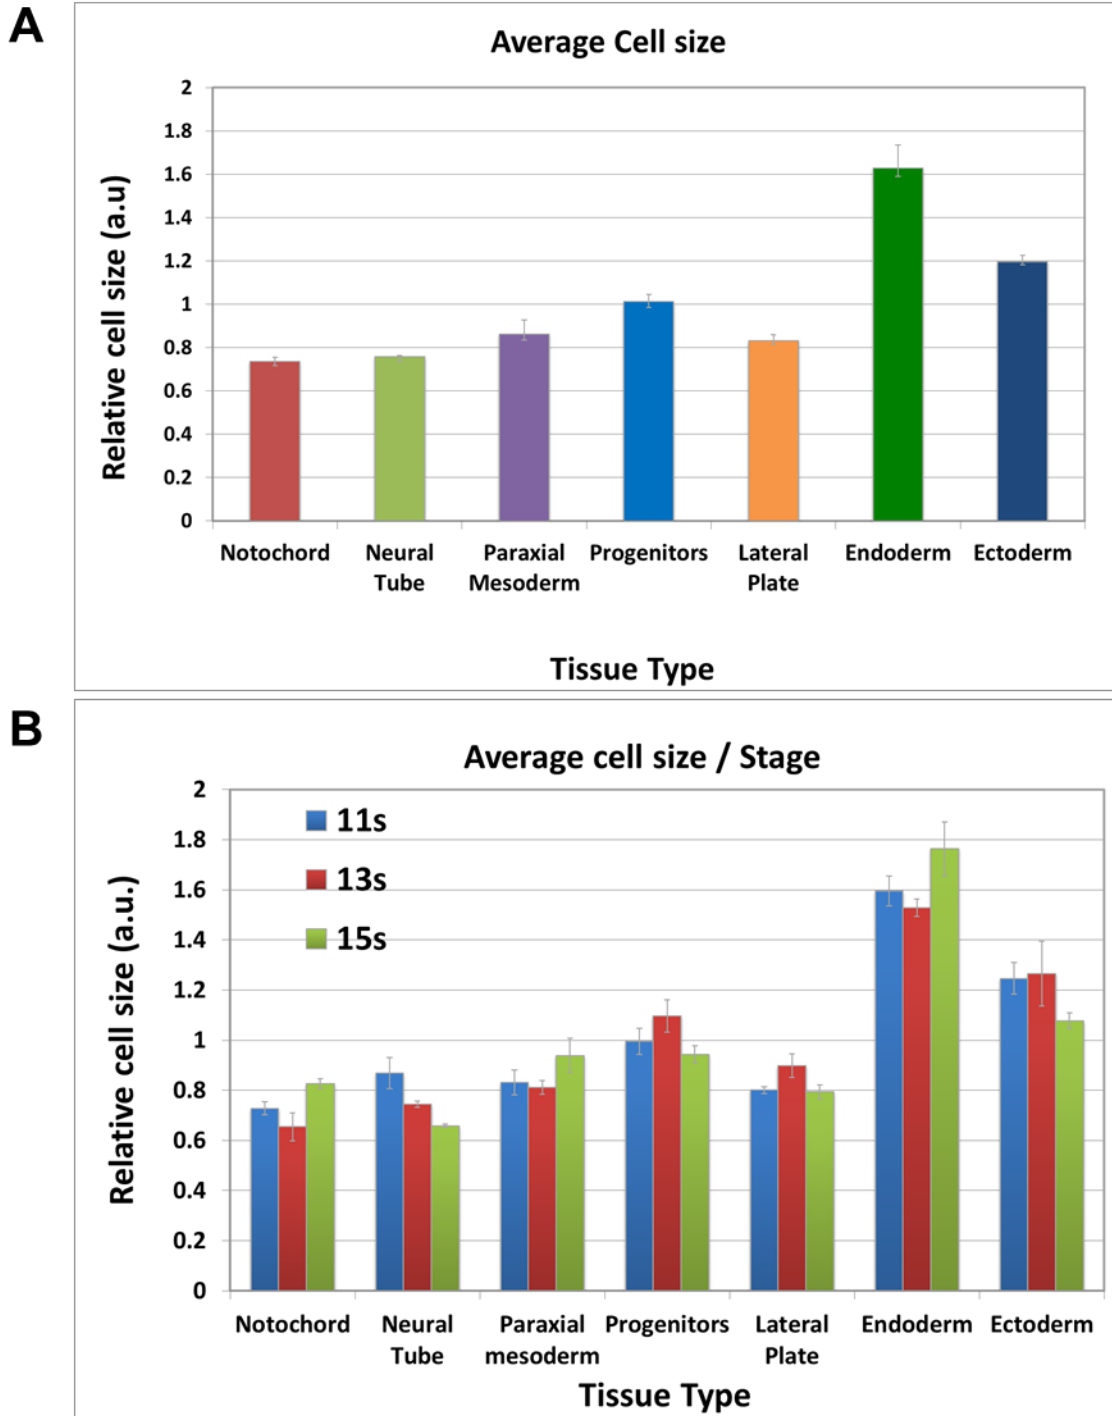 A
Average Cell size
Relative cell size (a.u)
2
1.8
1.6
1.4
1.2
1
0.8
0.6
0.4
0.2
0
Notochord
Neural
Tube
Paraxial
Mesoderm
Progenitors
Lateral
Plate
Endoderm
Ectoderm
Tissue Type
B
Average cell size / Stage
Relative cell size (a.u.)
2
1.8
1.6
1.4
1.2
1
0.8
0.6
0.4
0.2
0
11s
13s
15s
Notochord
Neural
Tube
Paraxial
mesoderm
Progenitors
Lateral
Plate
Endoderm
Ectoderm
Tissue Type